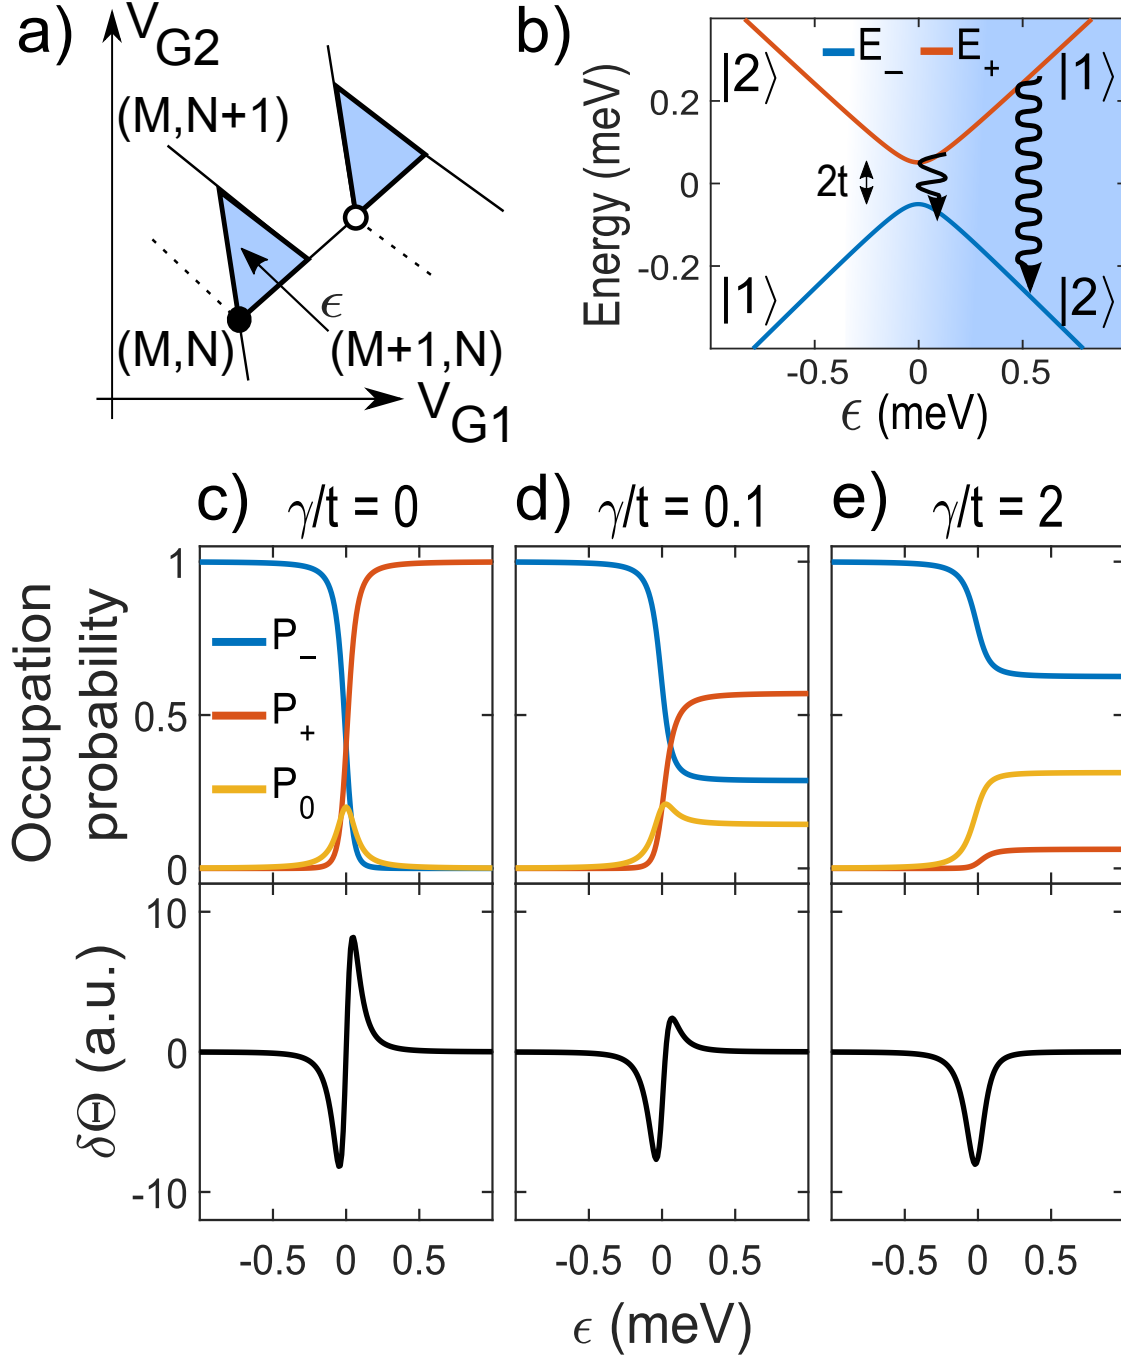 a)
V_G2
(M,N+1)
ϵ
(M,N)
(M+1,N)
V_G1
b)
E_− E_+
|2⟩
|1⟩
2t
|1⟩
|2⟩
0.2
0
-0.2
Energy (meV)
-0.5 0 0.5
ϵ (meV)
c) γ/t = 0
d) γ/t = 0.1
e) γ/t = 2
Occupation
probability
1
0.5
0
P_−
P_+
P_0
δΘ (a.u.)
10
0
-10
-0.5 0 0.5
-0.5 0 0.5
-0.5 0 0.5
ϵ (meV)